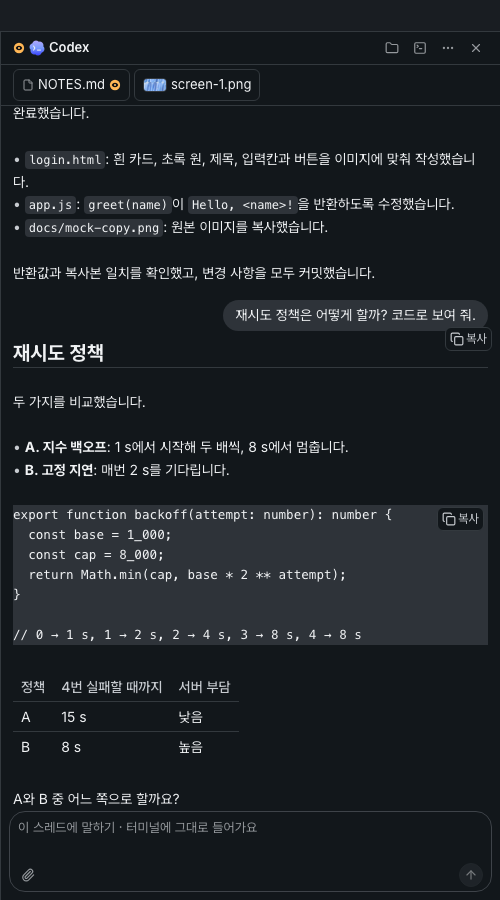 Codex
NOTES.md
screen-1.png
완료했습니다.
• login.html: 흰 카드, 초록 원, 제목, 입력칸과 버튼을 이미지에 맞춰 작성했습니
다.
• app.js: greet(name)이 Hello, <name>!을 반환하도록 수정했습니다.
• docs/mock-copy.png: 원본 이미지를 복사했습니다.
반환값과 복사본 일치를 확인했고, 변경 사항을 모두 커밋했습니다.
재시도 정책은 어떻게 할까? 코드로 보여 줘.
복사
재시도 정책
두 가지를 비교했습니다.
• A. 지수 백오프: 1 s에서 시작해 두 배씩, 8 s에서 멈춥니다.
• B. 고정 지연: 매번 2 s를 기다립니다.
복사
export function backoff(attempt: number): number {
  const base = 1_000;
  const cap = 8_000;
  return Math.min(cap, base * 2 ** attempt);
}
// 0 → 1 s, 1 → 2 s, 2 → 4 s, 3 → 8 s, 4 → 8 s
정책 4번 실패할 때까지 서버 부담
A 15 s 낮음
B 8 s 높음
A와 B 중 어느 쪽으로 할까요?
이 스레드에 말하기 · 터미널에 그대로 들어가요